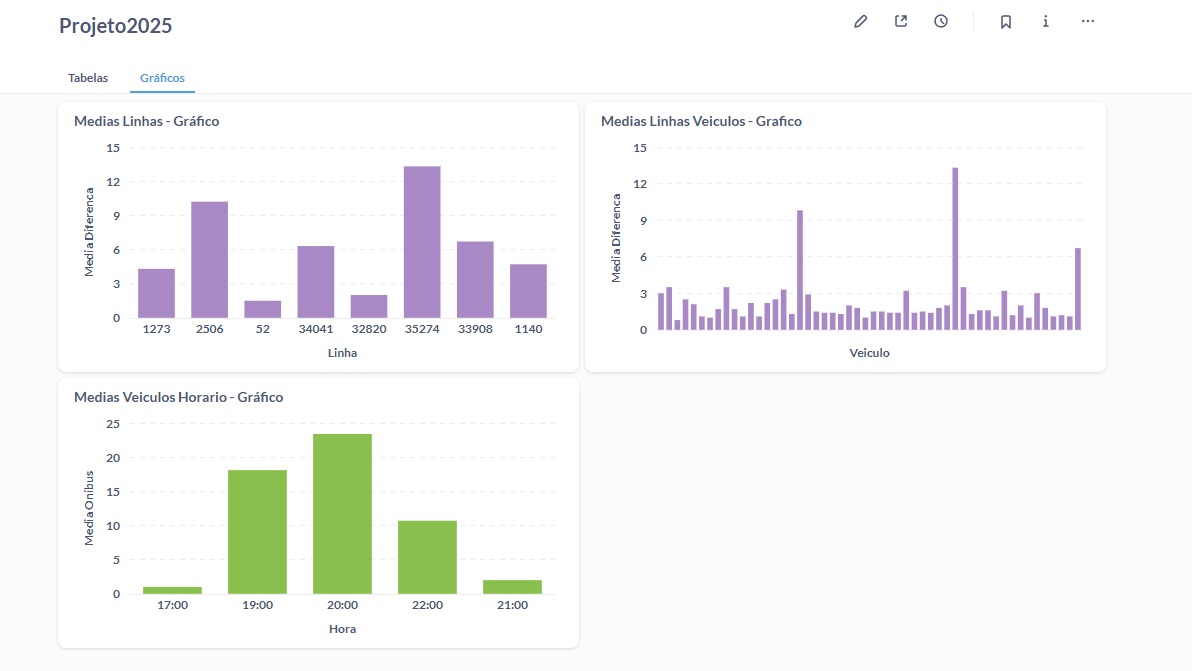 Projeto2025
Tabelas
Gráficos
Medias Linhas - Gráfico
15
12
9
6
3
0
Media Diferenca
1273
2506
52
34041
32820
35274
33908
1140
Linha
Medias Linhas Veiculos - Grafico
15
12
9
6
3
0
Media Diferenca
Veiculo
Medias Veiculos Horario - Gráfico
25
20
15
10
5
0
Media Onibus
17:00
19:00
20:00
22:00
21:00
Hora